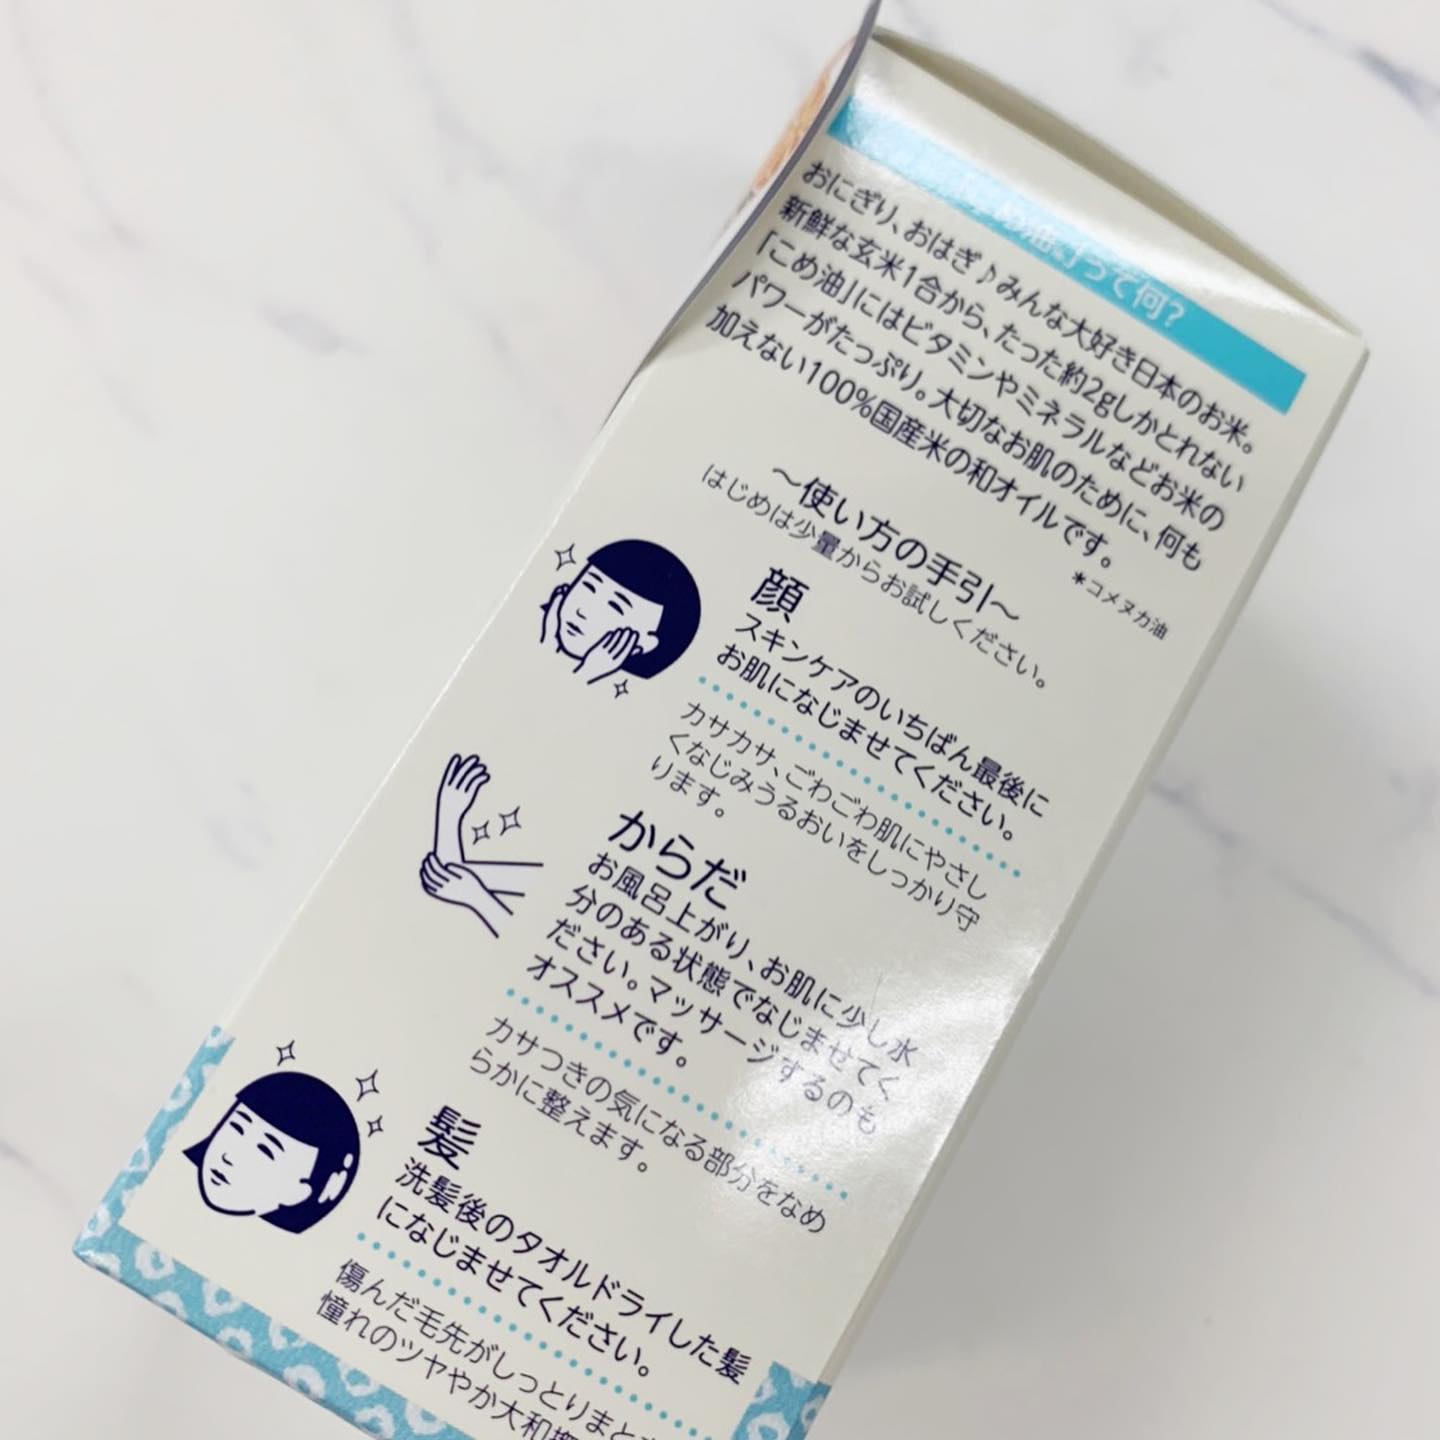 め油」って何?
おにぎり、おはぎ♪みんな大好き日本のお米。
新鮮な玄米1合から、たった約2gしかとれない
「こめ油」にはビタミンやミネラルなどお米の
パワーがたっぷり。大切なお肌のために、何も
加えない100%国産米の和オイルです。
*コメヌカ油
〜使い方の手引〜
はじめは少量からお試しください。
顔
スキンケアのいちばん最後に
お肌になじませてください。
カサカサ、ごわごわ肌にやさし
くなじみうるおいをしっかり守
ります。
からだ
お風呂上がり、お肌に少し水
分のある状態でなじませてく
ださい。マッサージするのも
オススメです。
カサつきの気になる部分をなめ
らかに整えます。
髪
洗髪後のタオルドライした髪
になじませてください。
傷んだ毛先がしっとりまと
憧れのツヤやか大和撫